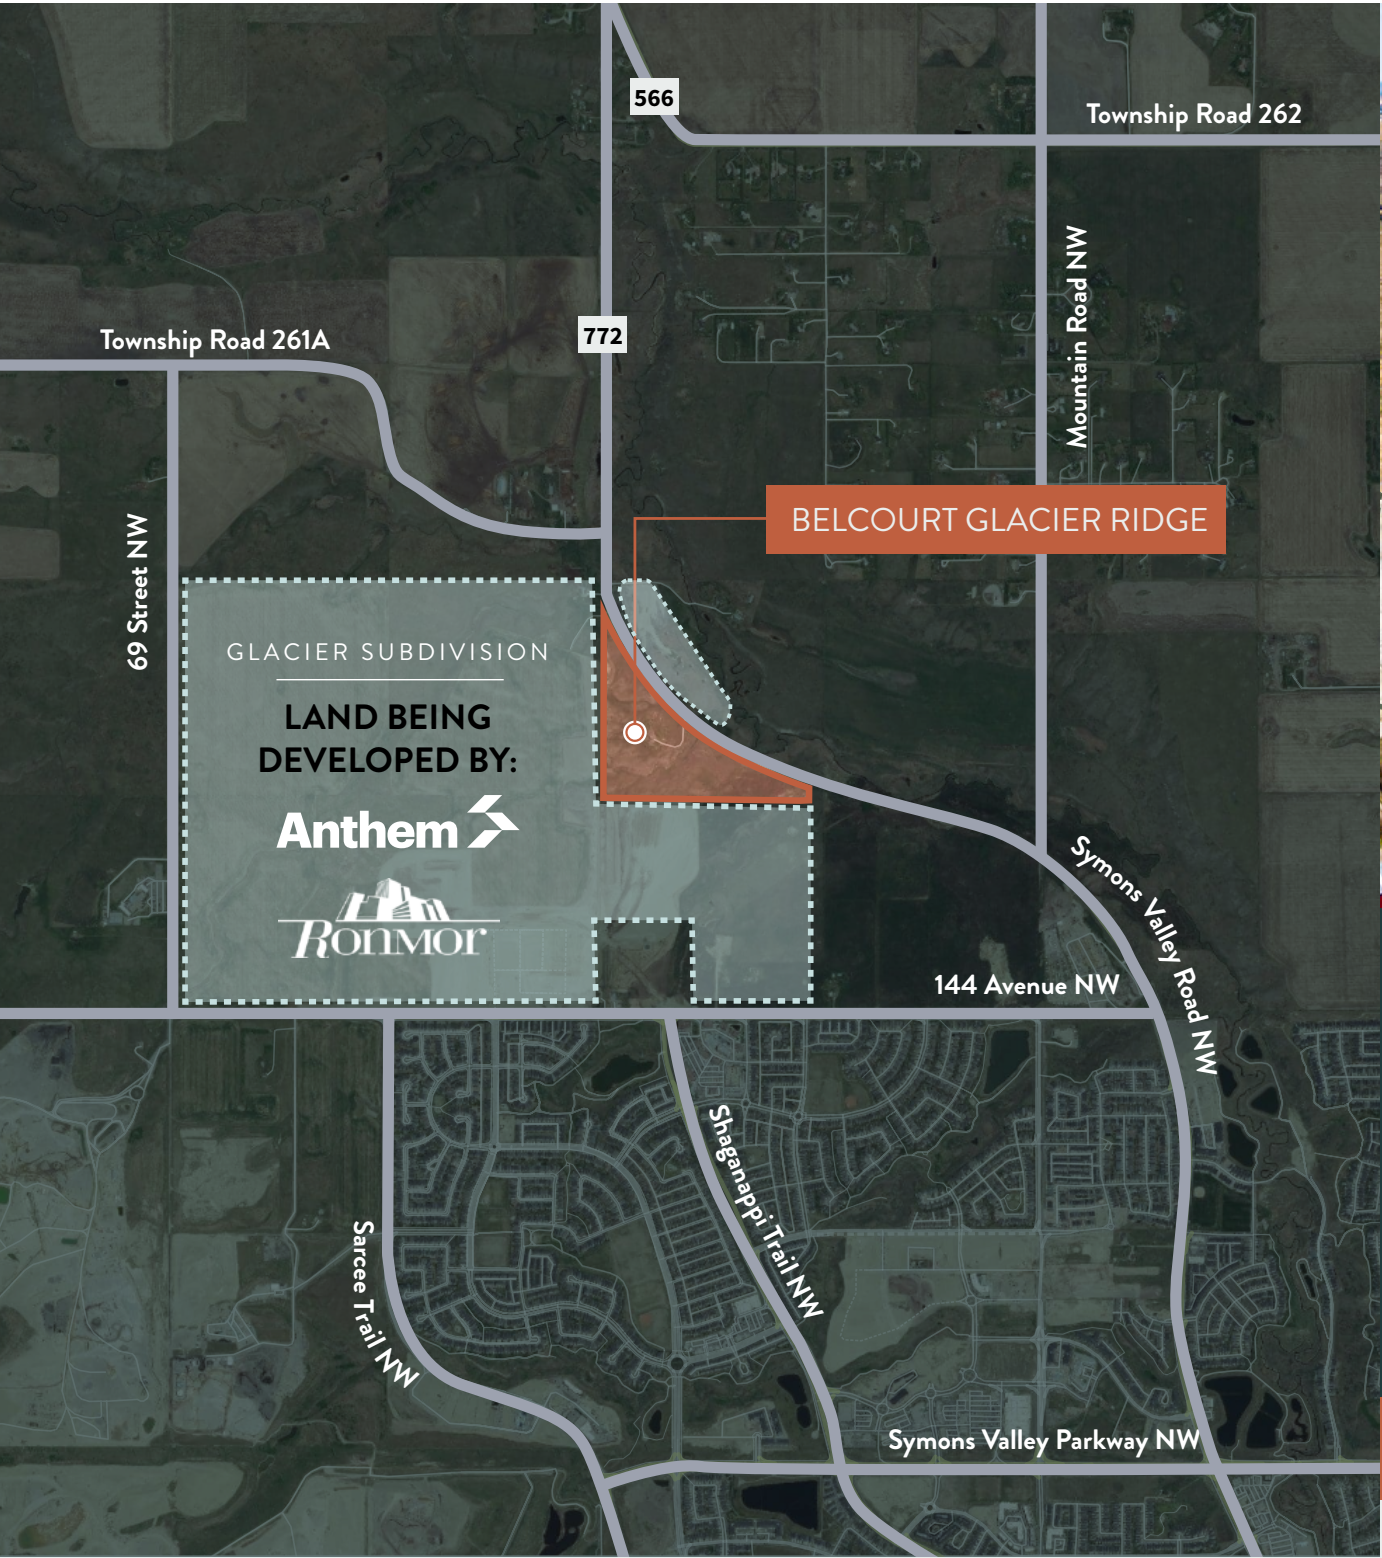 566
Township Road 262
Mountain Road NW
772
Township Road 261A
BELCOURT GLACIER RIDGE
69 Street NW
GLACIER SUBDIVISION
LAND BEING
DEVELOPED BY:
Anthem
RONMOR
Symons Valley Road NW
144 Avenue NW
Shaganappi Trail NW
Sarcee Trail NW
Symons Valley Parkway NW